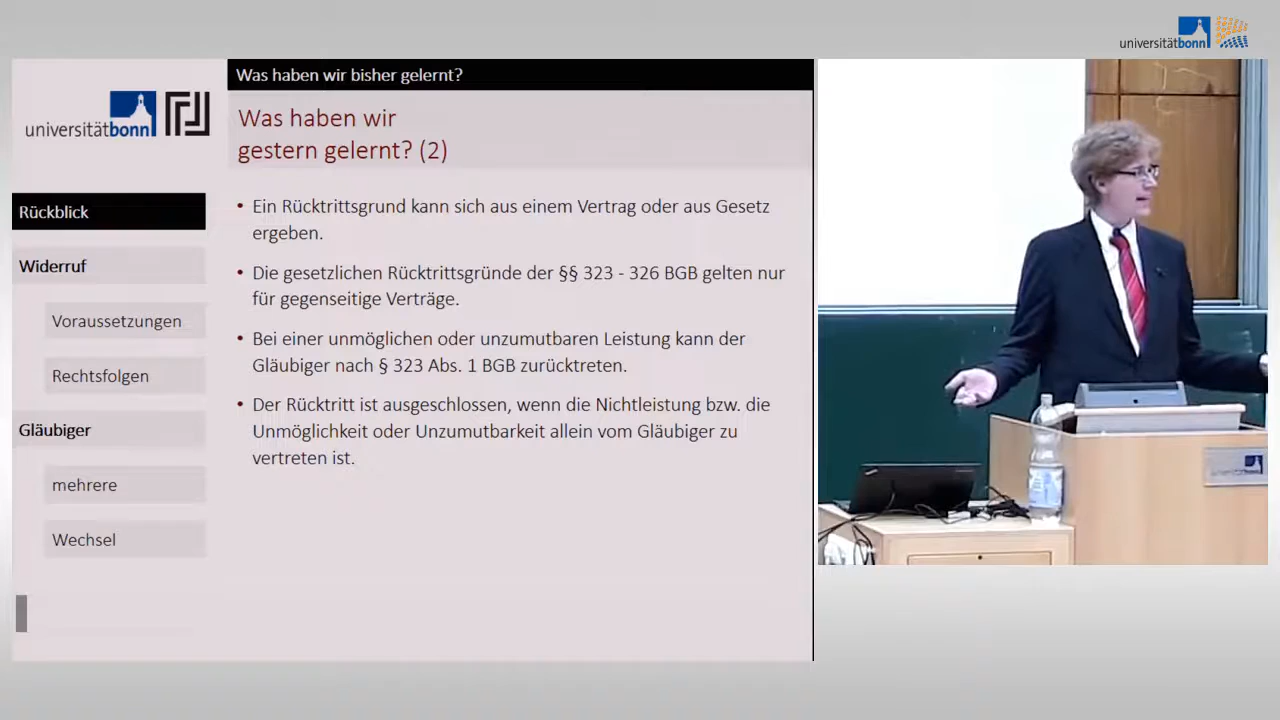 universitätbonn
Was haben wir bisher gelernt?
universitätbonn
Was haben wir
gestern gelernt? (2)
Rückblick
Widerruf
Voraussetzungen
Rechtsfolgen
Gläubiger
mehrere
Wechsel
• Ein Rücktrittsgrund kann sich aus einem Vertrag oder aus Gesetz
ergeben.
• Die gesetzlichen Rücktrittsgründe der §§ 323 - 326 BGB gelten nur
für gegenseitige Verträge.
• Bei einer unmöglichen oder unzumutbaren Leistung kann der
Gläubiger nach § 323 Abs. 1 BGB zurücktreten.
• Der Rücktritt ist ausgeschlossen, wenn die Nichtleistung bzw. die
Unmöglichkeit oder Unzumutbarkeit allein vom Gläubiger zu
vertreten ist.